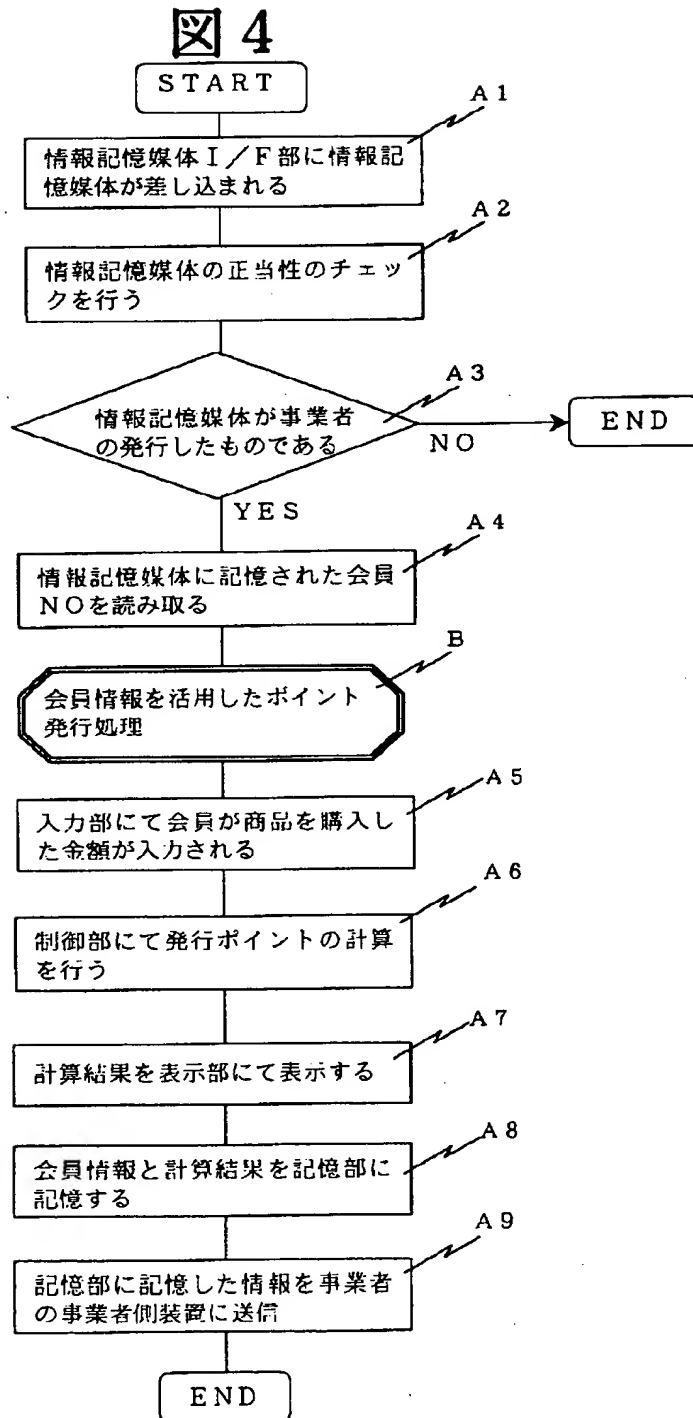 図 4
START
A1
情報記憶媒体I/F部に情報記
憶媒体が差し込まれる
A2
情報記憶媒体の正当性のチェッ
クを行う
A3
情報記憶媒体が事業者
の発行したものである
NO
END
YES
A4
情報記憶媒体に記憶された会員
NOを読み取る
B
会員情報を活用したポイント
発行処理
A5
入力部にて会員が商品を購入し
た金額が入力される
A6
制御部にて発行ポイントの計算
を行う
A7
計算結果を表示部にて表示する
A8
会員情報と計算結果を記憶部に
記憶する
A9
記憶部に記憶した情報を事業者
の事業者側装置に送信
END